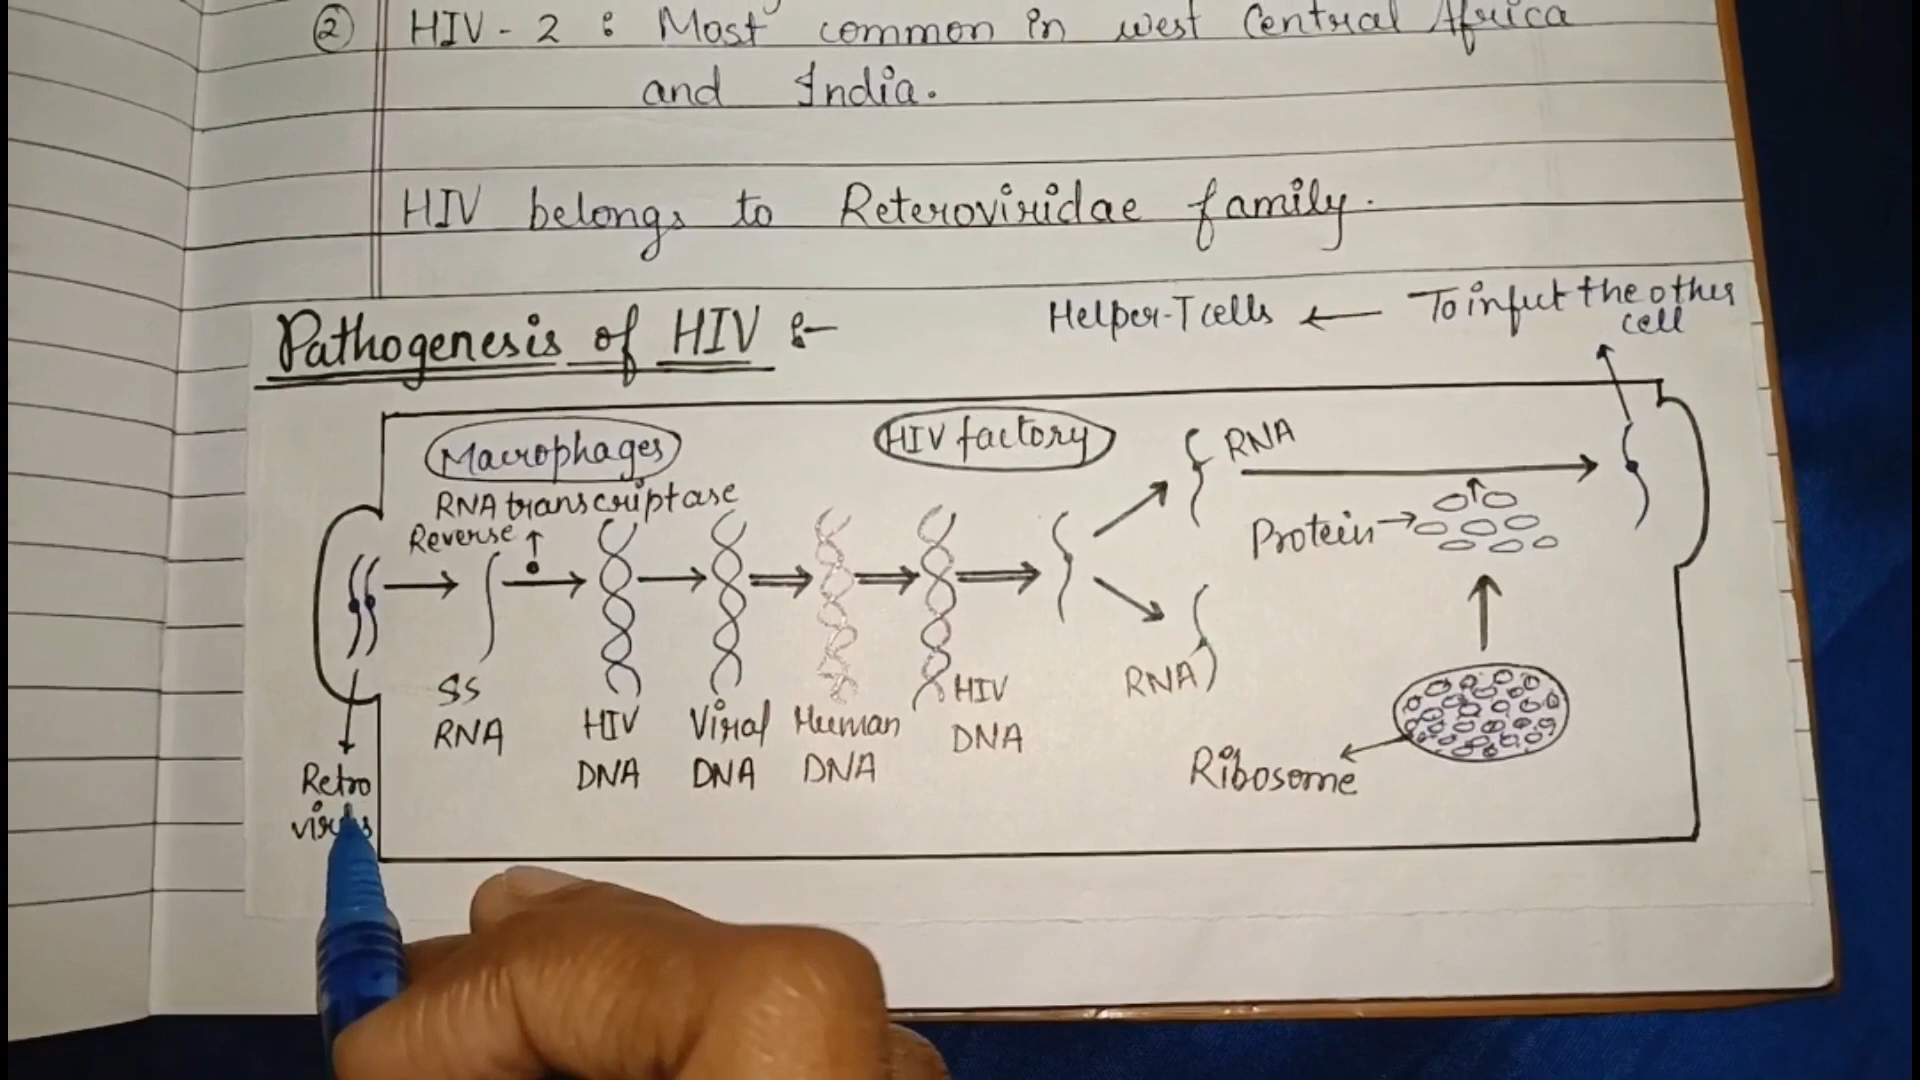 ② HIV - 2 : Most common in west Central Africa
and India.
HIV belongs to Reteroviridae family.
Pathogenesis of HIV :-
Helper-T cells ← To infect the other
cell
Macrophages
HIV factory
RNA transcriptase
Reverse
RNA
Protein
SS
RNA
HIV
DNA
Viral
DNA
Human
DNA
HIV
DNA
RNA
Ribosome
Retro
virus